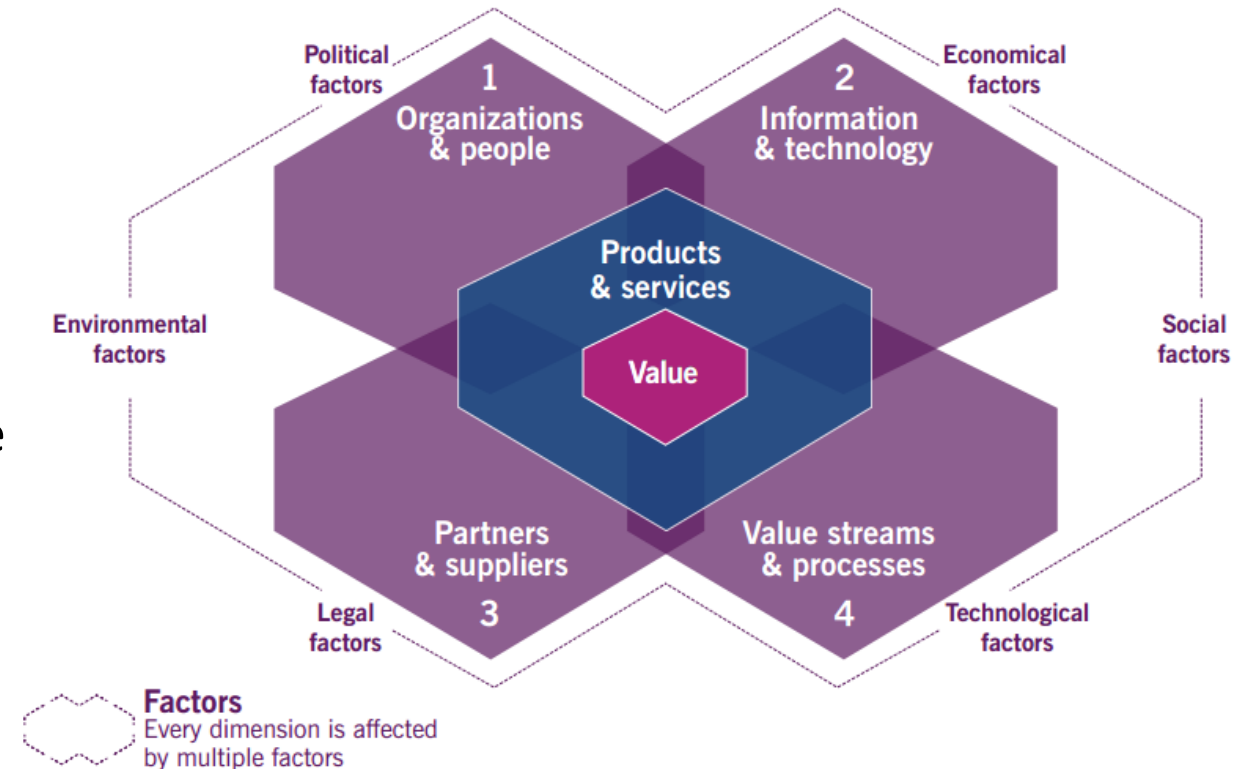 Political
factors
Economical
factors
1
Organizations
& people
2
Information
& technology
Products
& services
Environmental
factors
Value
Social
factors
e
Partners
& suppliers
3
Value streams
& processes
4
Legal
factors
Technological
factors
Factors
Every dimension is affected
by multiple factors